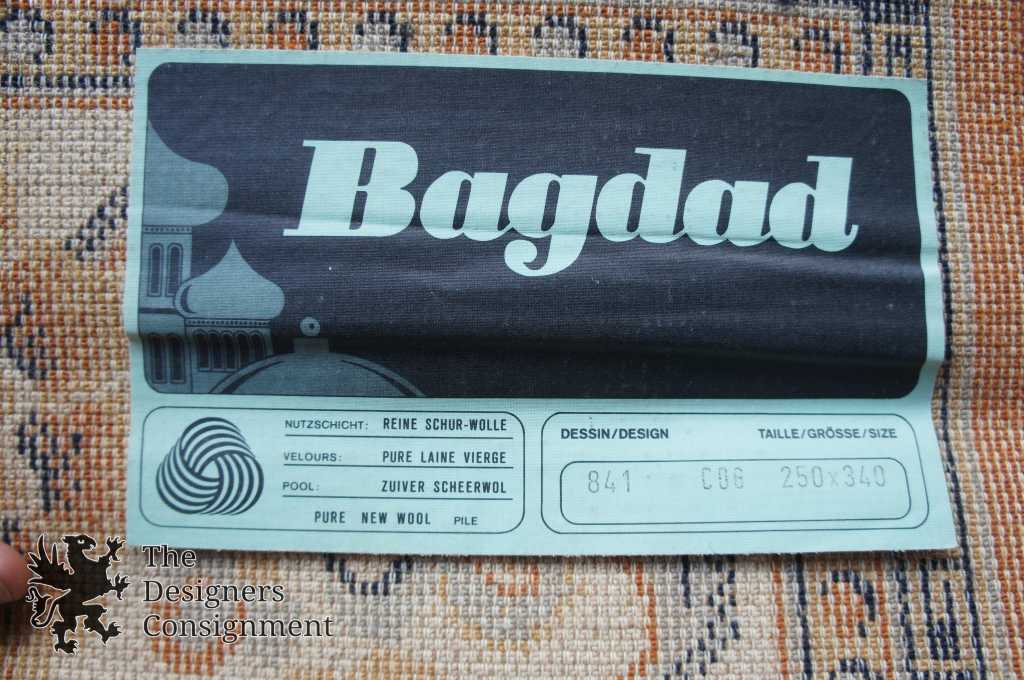 Bagdad
NUTZSCHICHT: REINE SCHUR-WOLLE
VELOURS: PURE LAINE VIERGE
POOL: ZUIVER SCHEERWOL
PURE NEW WOOL PILE
DESSIN/DESIGN TAILLE/GRÖSSE/SIZE
841 C06 250x340
The
Designers
Consignment